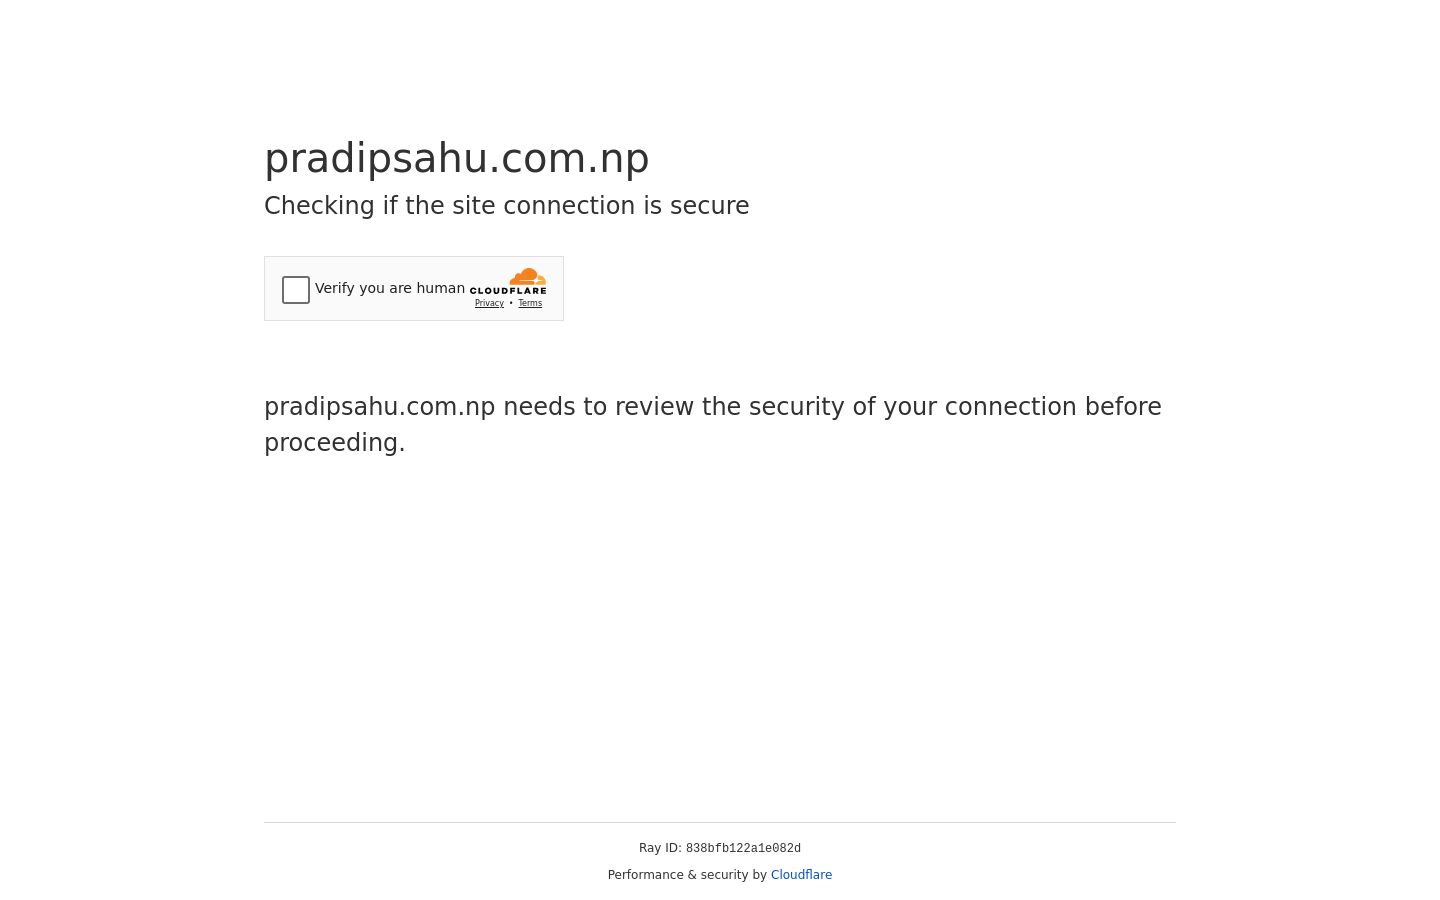 pradipsahu.com.np
Checking if the site connection is secure
Verify you are human
CLOUDFLARE
Privacy • Terms
pradipsahu.com.np needs to review the security of your connection before
proceeding.
Ray ID: 838bfb122a1e082d
Performance & security by Cloudflare